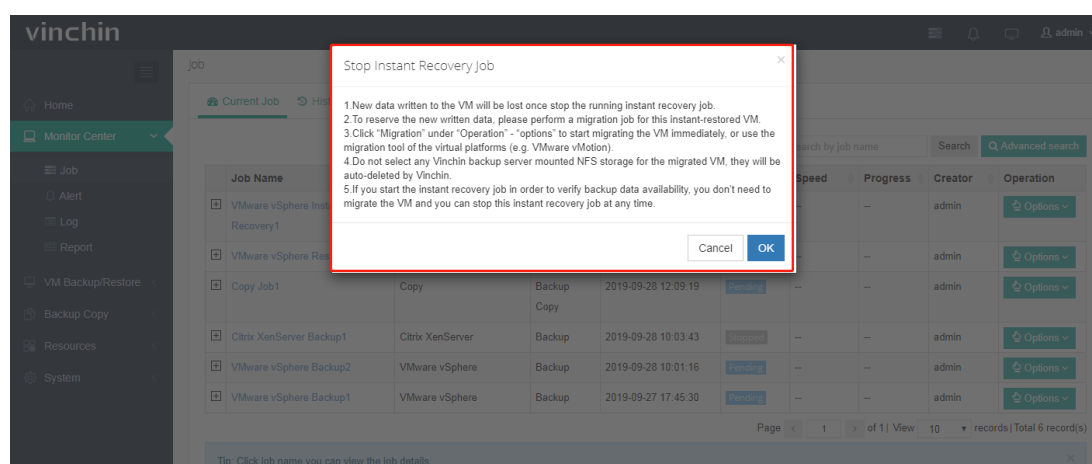 vinchin
admin
Job
Stop Instant Recovery Job
Home
Current Job
Monitor Center
1.New data written to the VM will be lost once stop the running instant recovery job.
2.To reserve the new written data, please perform a migration job for this instant-restored VM.
3.Click “Migration” under “Operation” - “options” to start migrating the VM immediately, or use the
migration tool of the virtual platforms (e.g. VMware vMotion).
4.Do not select any Vinchin backup server mounted NFS storage for the migrated VM, they will be
auto-deleted by Vinchin.
5.If you start the instant recovery job in order to verify backup data availability, you don't need to
migrate the VM and you can stop this instant recovery job at any time.
Cancel OK
search by job name Search Advanced search
Job
Alert
Log
Report
VM Backup/Restore
Backup Copy
Resources
System
Job Name Speed Progress Creator Operation
VMware vSphere -- -- admin Options
Recovery1
VMware vSphere -- -- admin Options
Copy Job1 Copy Backup 2019-09-28 12:09:19 Pending -- -- admin Options
Copy
Citrix XenServer Backup1 Citrix XenServer Backup 2019-09-28 10:03:43 Stopped -- -- admin Options
VMware vSphere Backup2 VMware vSphere Backup 2019-09-28 10:01:16 Pending -- -- admin Options
VMware vSphere Backup1 VMware vSphere Backup 2019-09-27 17:45:30 Pending -- -- admin Options
Page < 1 > of 1| View 10 records|Total 6 record(s)
Tip: Click job name you can view the job details.